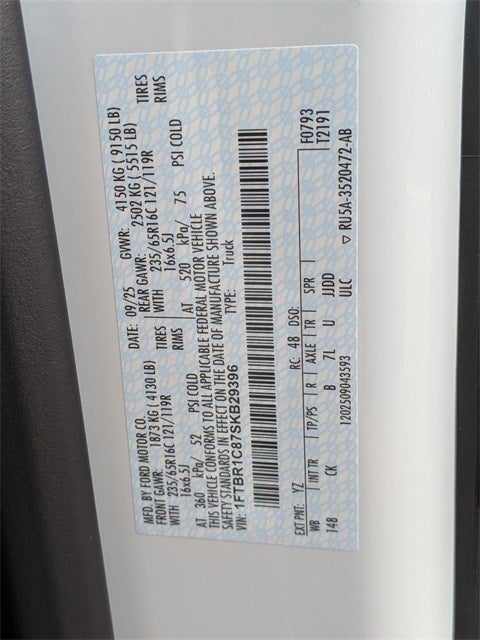 MFD. BY FORD MOTOR CO. DATE: 09/25 GVWR: 4150 KG ( 9150 LB)
FRONT GAWR: 1873 KG ( 4130 LB) REAR GAWR: 2502 KG ( 5515 LB)
WITH 235/65R16C 121/119R TIRES WITH 235/65R16C 121/119R TIRES
16x6.5J RIMS 16x6.5J RIMS
AT 360 kPa/ 52 PSI COLD AT 520 kPa/ 75 PSI COLD
THIS VEHICLE CONFORMS TO ALL APPLICABLE FEDERAL MOTOR VEHICLE
SAFETY STANDARDS IN EFFECT ON THE DATE OF MANUFACTURE SHOWN ABOVE.
VIN: 1FTBR1C87SKB29396 TYPE: Truck
EXT PNT: YZ RC: 48 DSO: F0793
WB INT TR TP/PS R AXLE TR SPR T2191
148 CK B 7L U JJDD ▽ RU5A-3520472-AB
1202509043593 ULC